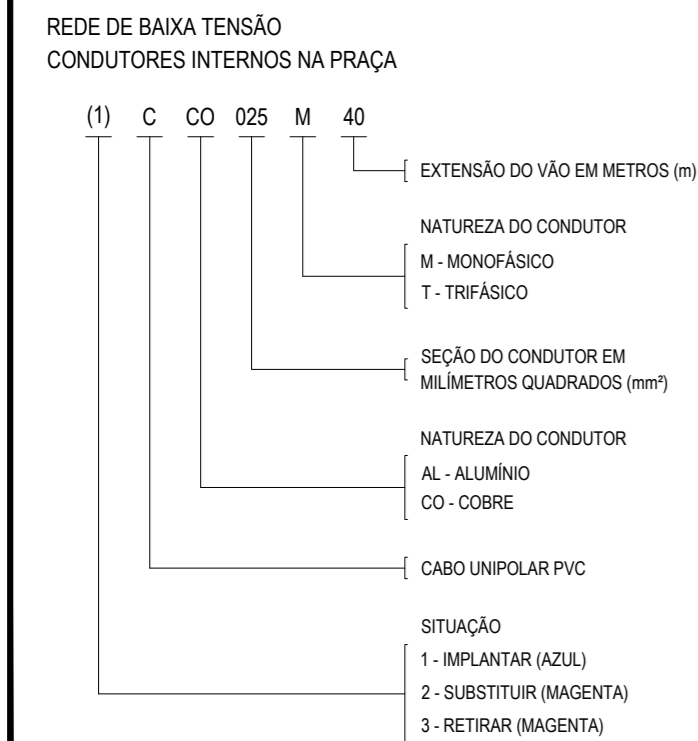 REDE DE BAIXA TENSÃO
CONDUTORES INTERNOS NA PRAÇA
(1) C CO 025 M 40
EXTENSÃO DO VÃO EM METROS (m)
NATUREZA DO CONDUTOR
M - MONOFÁSICO
T - TRIFÁSICO
SEÇÃO DO CONDUTOR EM
MILÍMETROS QUADRADOS (mm²)
NATUREZA DO CONDUTOR
AL - ALUMÍNIO
CO - COBRE
CABO UNIPOLAR PVC
SITUAÇÃO
1 - IMPLANTAR (AZUL)
2 - SUBSTITUIR (MAGENTA)
3 - RETIRAR (MAGENTA)